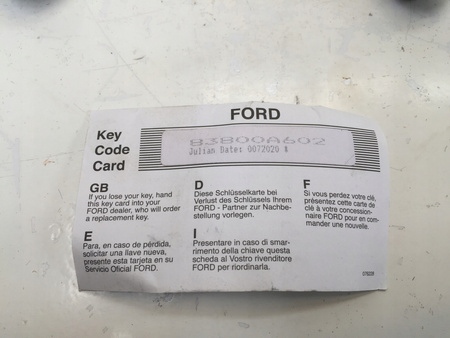 FORD
Key
Code
Card
83800A602
Julian Date: 0072020 N
GB
If you lose your key, hand
this key card into your
FORD dealer, who will order
a replacement key.
D
Diese Schlüsselkarte bei
Verlust des Schlüssels Ihrem
FORD - Partner zur Nachbe-
stellung vorlegen.
F
Si vous perdez votre clé,
présentez cette carte de
clé à votre concession-
naire FORD pour en com-
mander une nouvelle.
E
Para, en caso de pérdida,
solicitar una llave nueva,
presente esta tarjeta en su
Servicio Oficial FORD.
I
Presentare in caso di smar-
rimento della chiave questa
scheda al Vostro rivenditore
FORD per riordinarla.